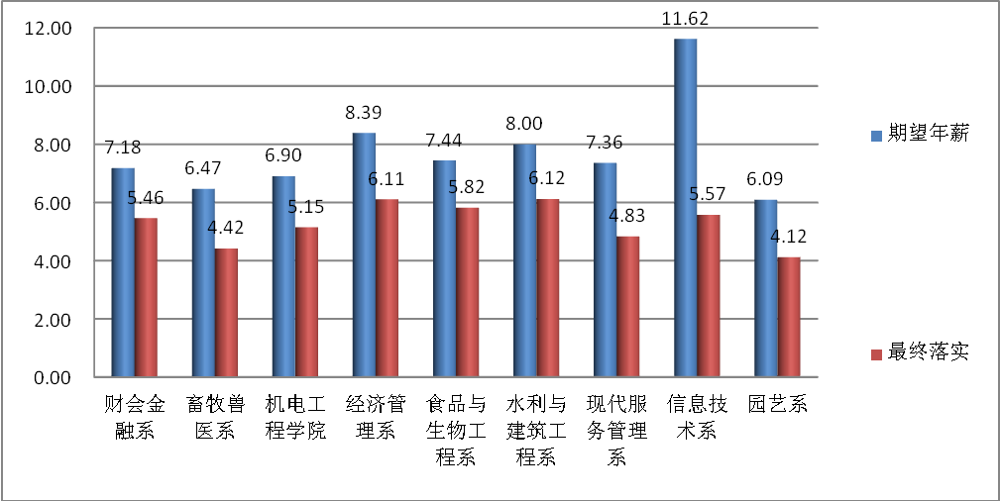 12.00
10.00
8.00
6.00
4.00
2.00
0.00
7.18
5.46
6.47
4.42
6.90
5.15
8.39
6.11
7.44
5.82
8.00
6.12
7.36
4.83
11.62
5.57
6.09
4.12
财会金
融系
畜牧兽
医系
机电工
程学院
经济管
理系
食品与
生物工
程系
水利与
建筑工
程系
现代服
务管理
系
信息技
术系
园艺系
期望年薪
最终落实